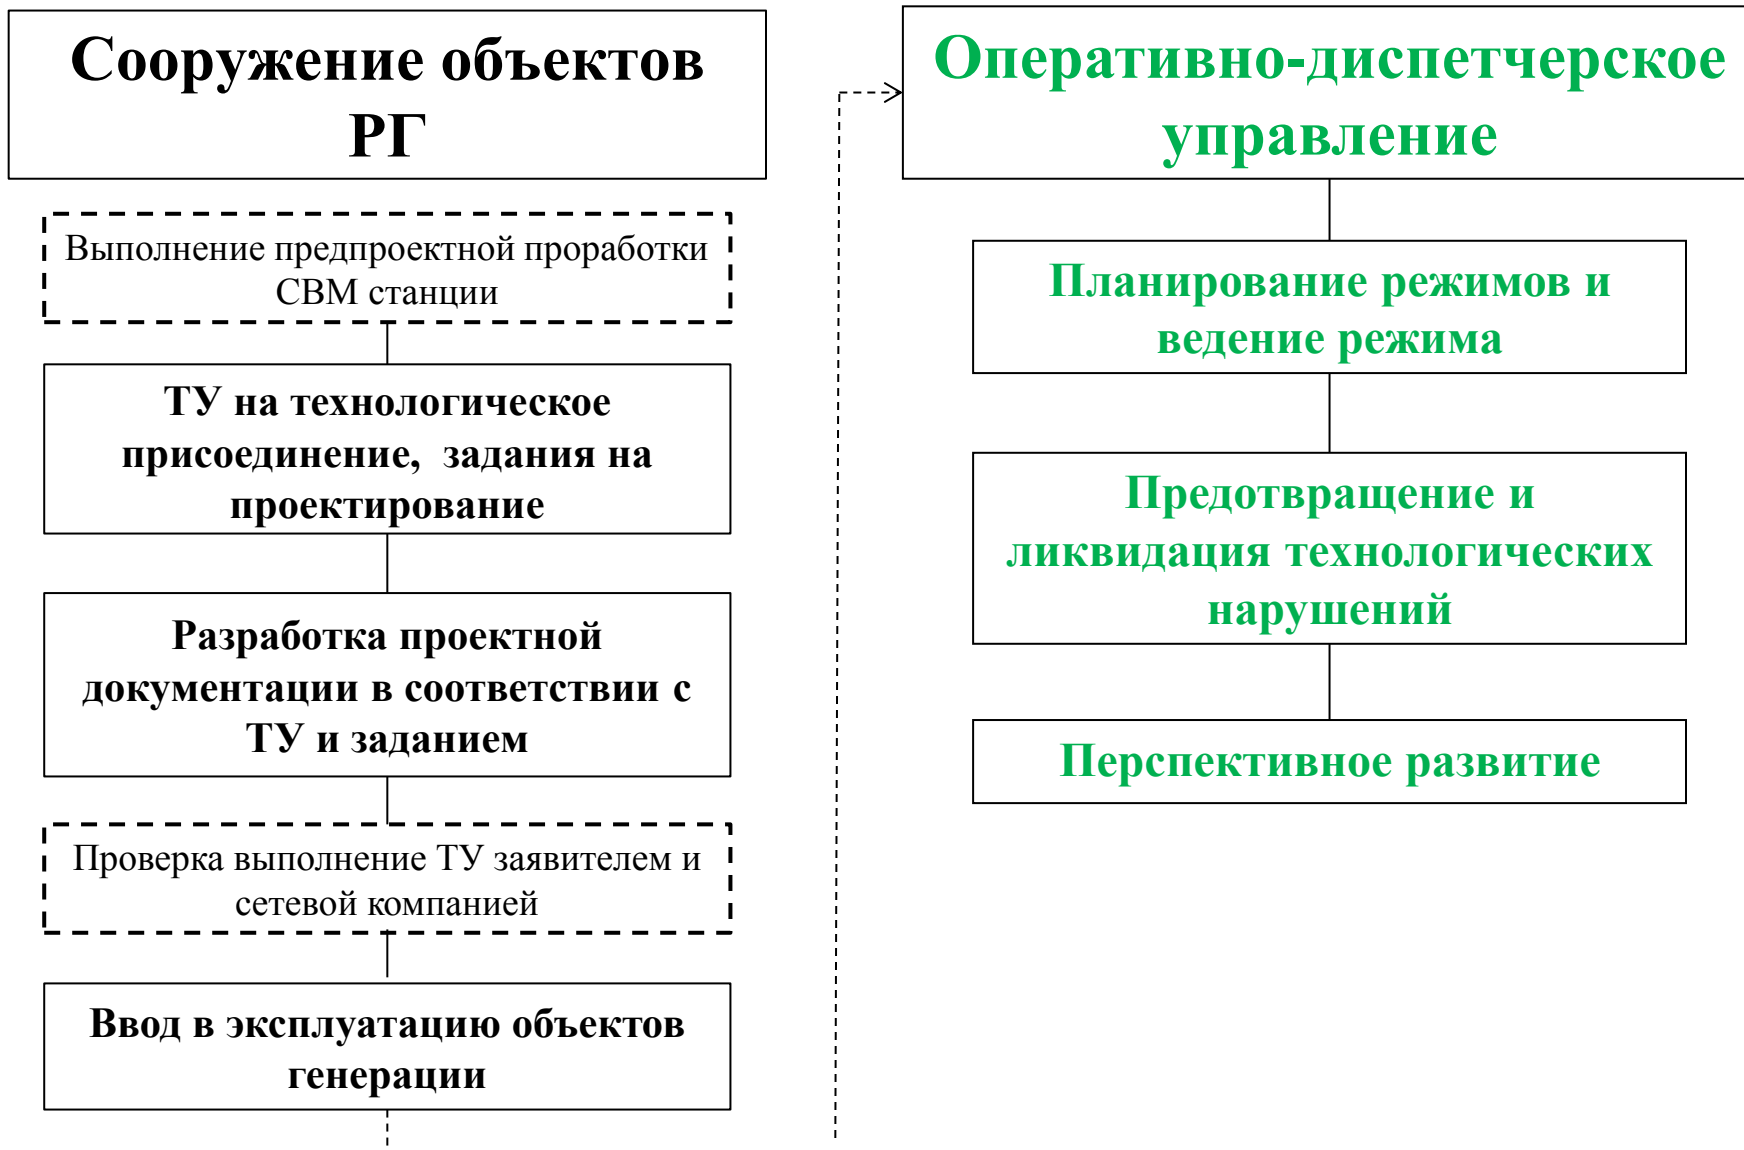 Сооружение объектов
РГ
Выполнение предпроектной проработки
СВМ станции
ТУ на технологическое
присоединение,  задания на
проектирование
Разработка проектной
документации в соответствии с
ТУ и заданием
Проверка выполнение ТУ заявителем и
сетевой компанией
Ввод в эксплуатацию объектов
генерации
Оперативно-диспетчерское
управление
Планирование режимов и
ведение режима
Предотвращение и
ликвидация технологических
нарушений
Перспективное развитие